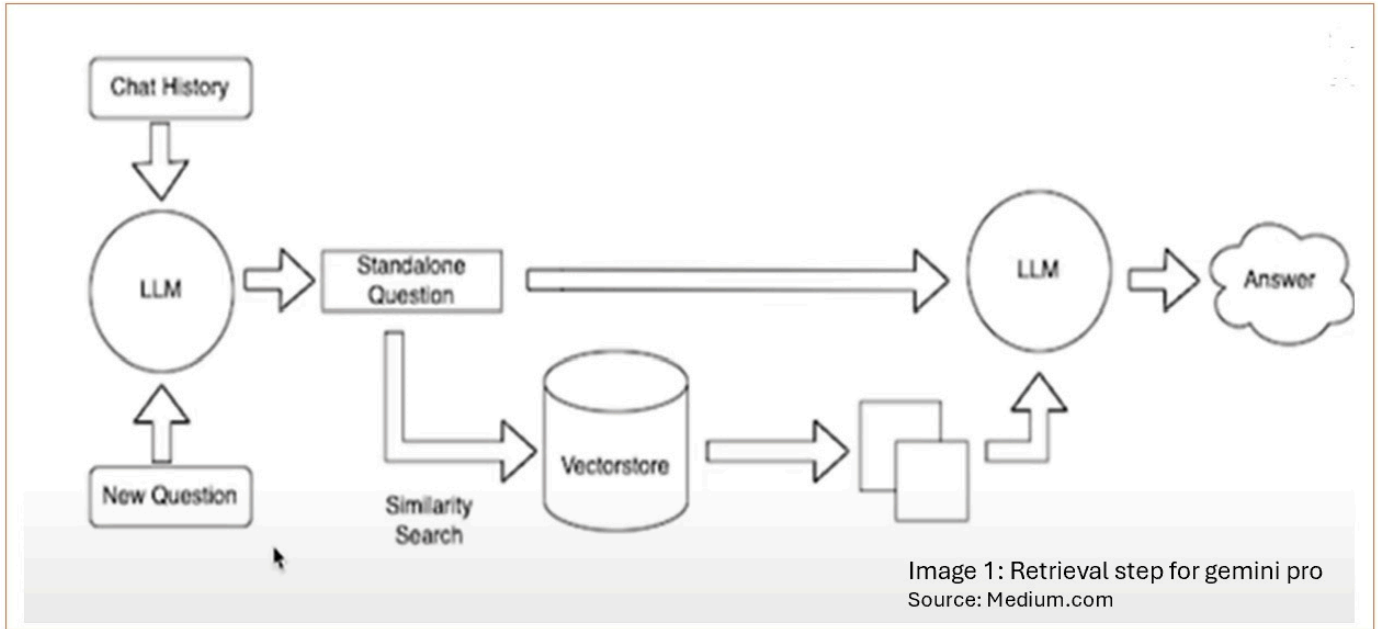 Chat History
LLM
Standalone
Question
LLM
Answer
Vectorstore
New Question
Similarity
Search
Image 1: Retrieval step for gemini pro
Source: Medium.com